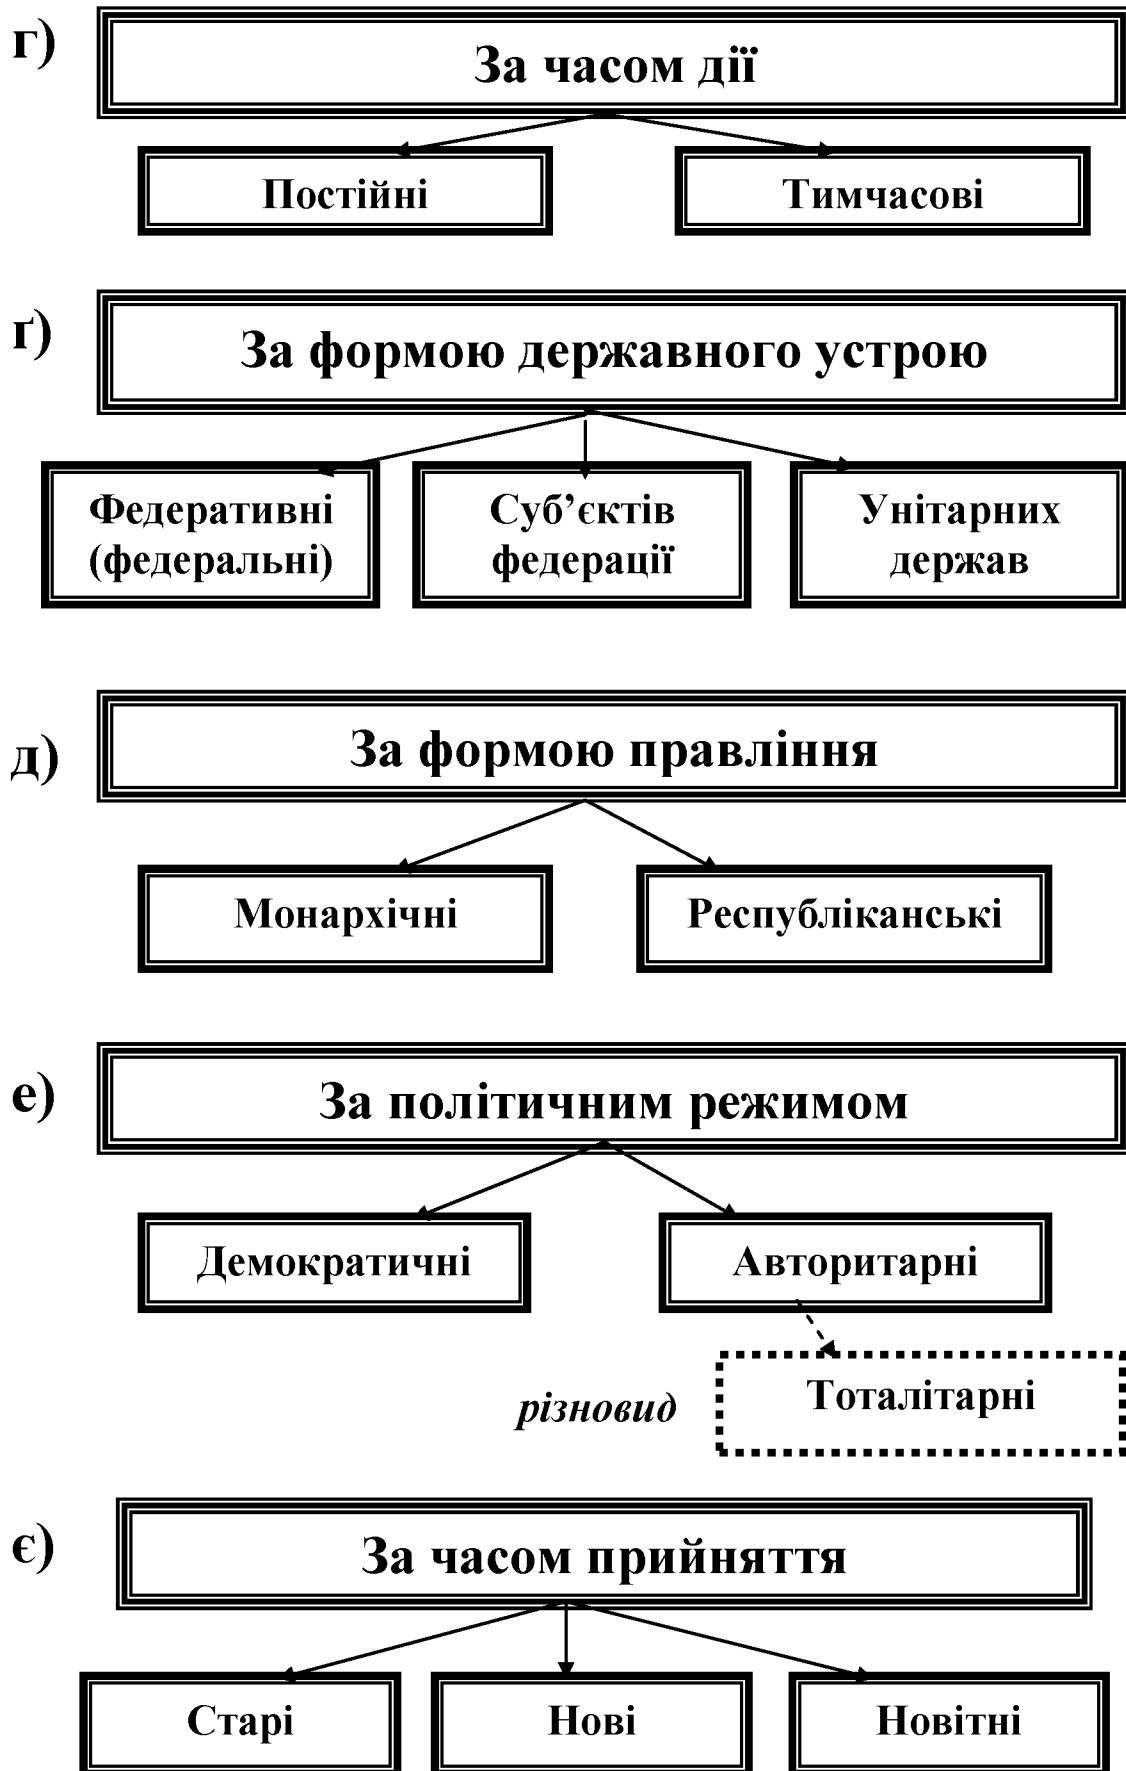 г)
За часом дії
Постійні
Тимчасові
ґ)
За формою державного устрою
Федеративні
(федеральні)
Суб’єктів
федерації
Унітарних
держав
д)
За формою правління
Монархічні
Республіканські
е)
За політичним режимом
Демократичні
Авторитарні
різновид
Тоталітарні
є)
За часом прийняття
Старі
Нові
Новітні